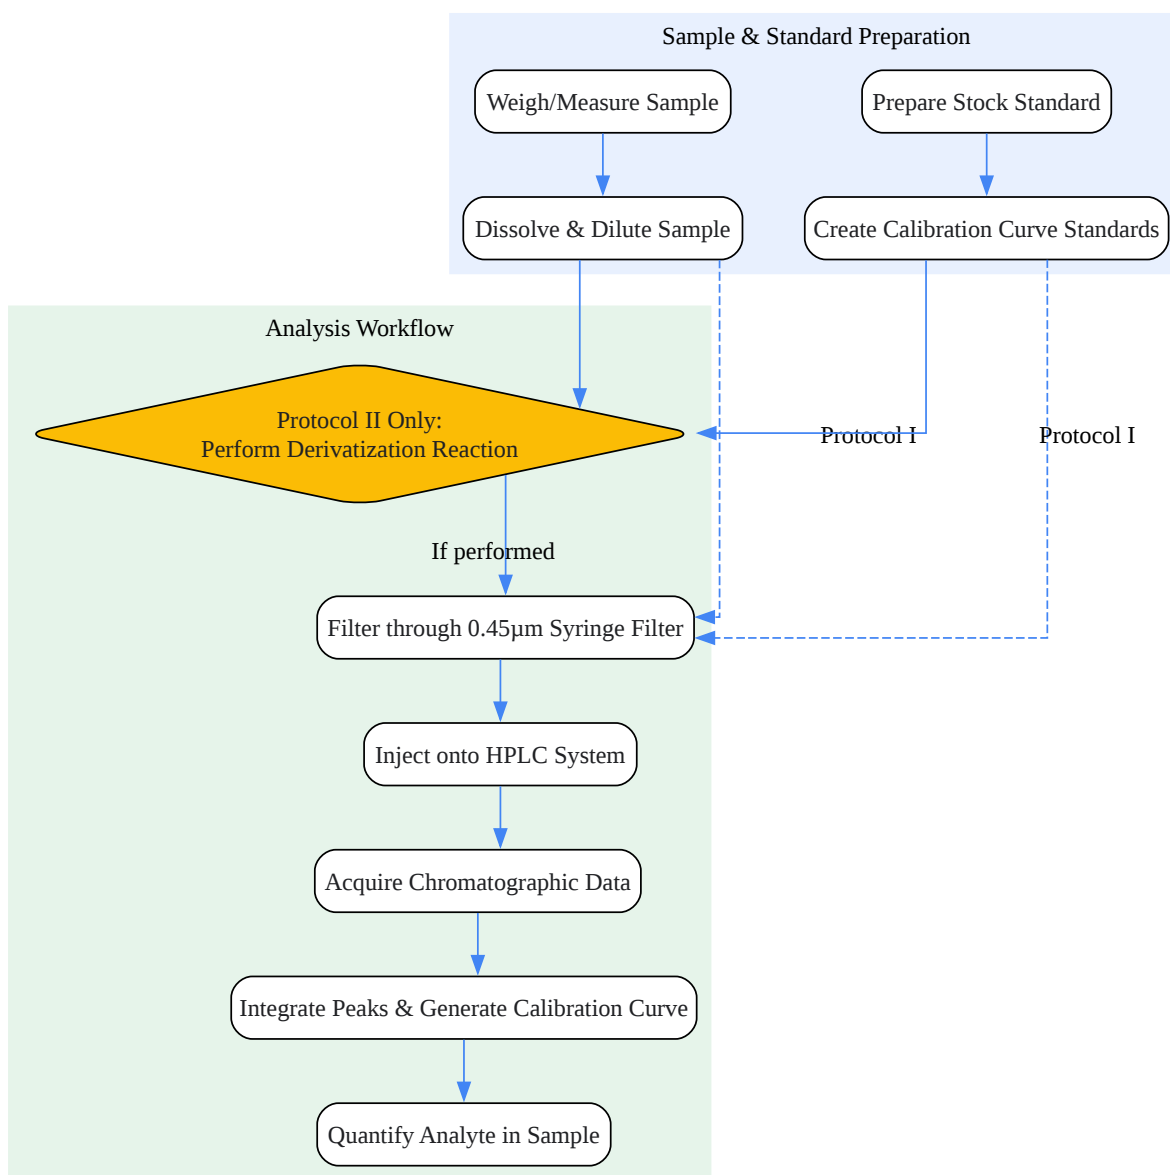 Sample & Standard Preparation
Weigh/Measure Sample
Prepare Stock Standard
Dissolve & Dilute Sample
Create Calibration Curve Standards
Analysis Workflow
Protocol II Only:
Perform Derivatization Reaction
Protocol I
Protocol I
If performed
Filter through 0.45µm Syringe Filter
Inject onto HPLC System
Acquire Chromatographic Data
Integrate Peaks & Generate Calibration Curve
Quantify Analyte in Sample